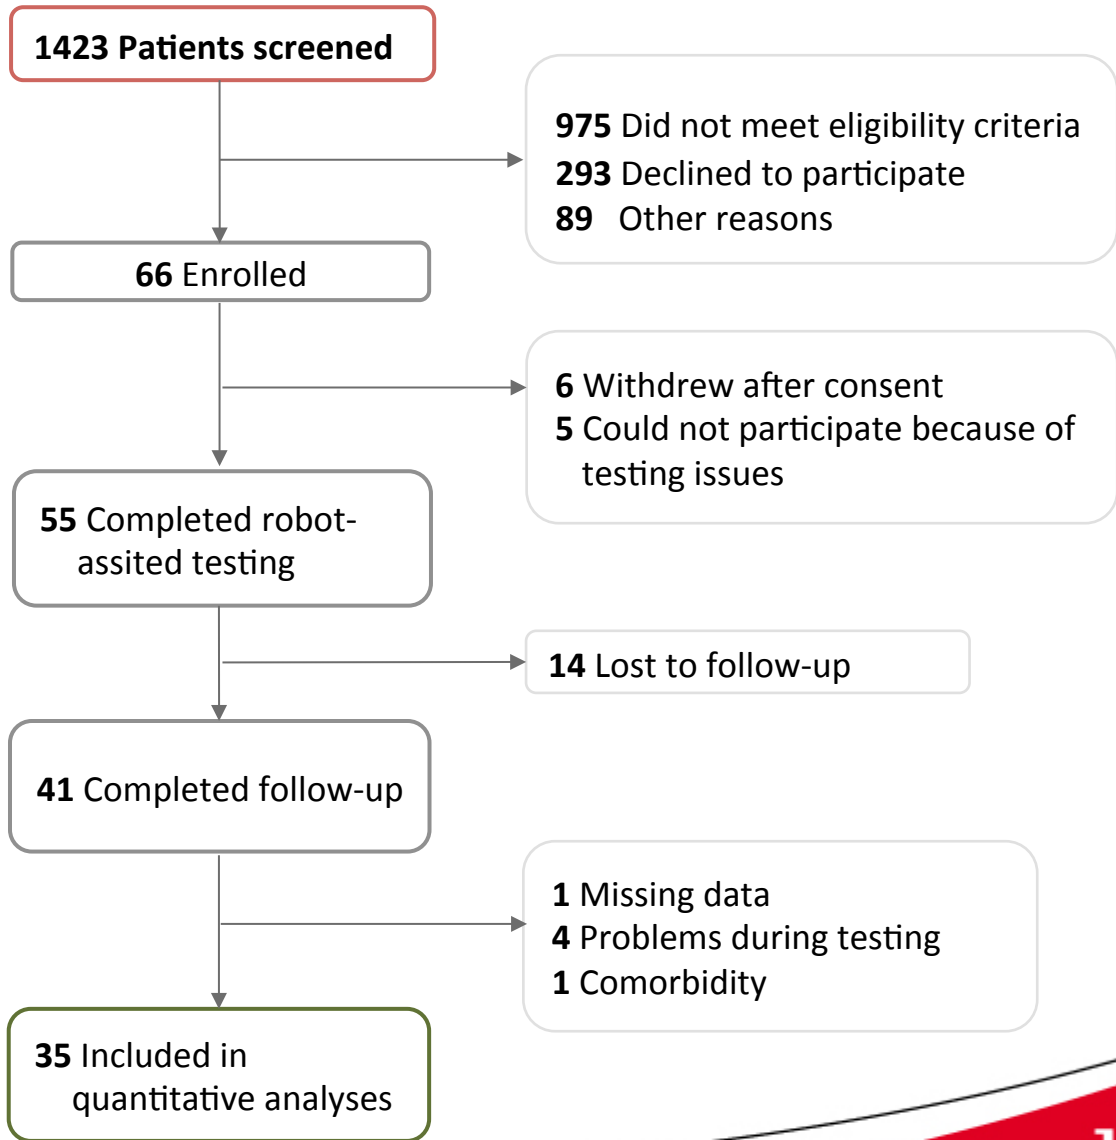 1423 Patients screened
975 Did not meet eligibility criteria
293 Declined to participate
89 Other reasons
66 Enrolled
6 Withdrew after consent
5 Could not participate because of
testing issues
55 Completed robot-
assited testing
14 Lost to follow-up
41 Completed follow-up
1 Missing data
4 Problems during testing
1 Comorbidity
35 Included in
quantitative analyses